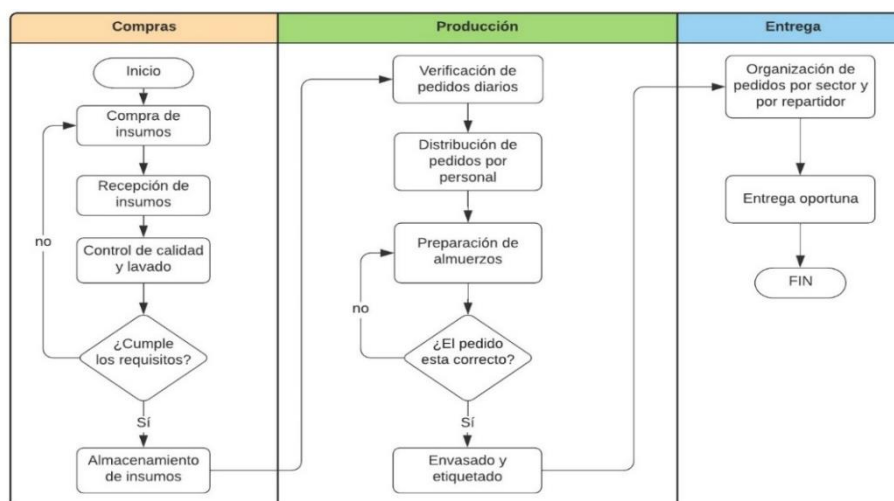 Compras
Inicio
Compra de
insumos
Recepción de
insumos
Control de calidad
y lavado
no
¿Cumple
los requisitos?
Sí
Almacenamiento
de insumos
Producción
Verificación de
pedidos diarios
Distribución de
pedidos por
personal
Preparación de
almuerzos
no
¿El pedido
esta correcto?
Sí
Envasado y
etiquetado
Entrega
Organización de
pedidos por sector y
por repartidor
Entrega oportuna
FIN